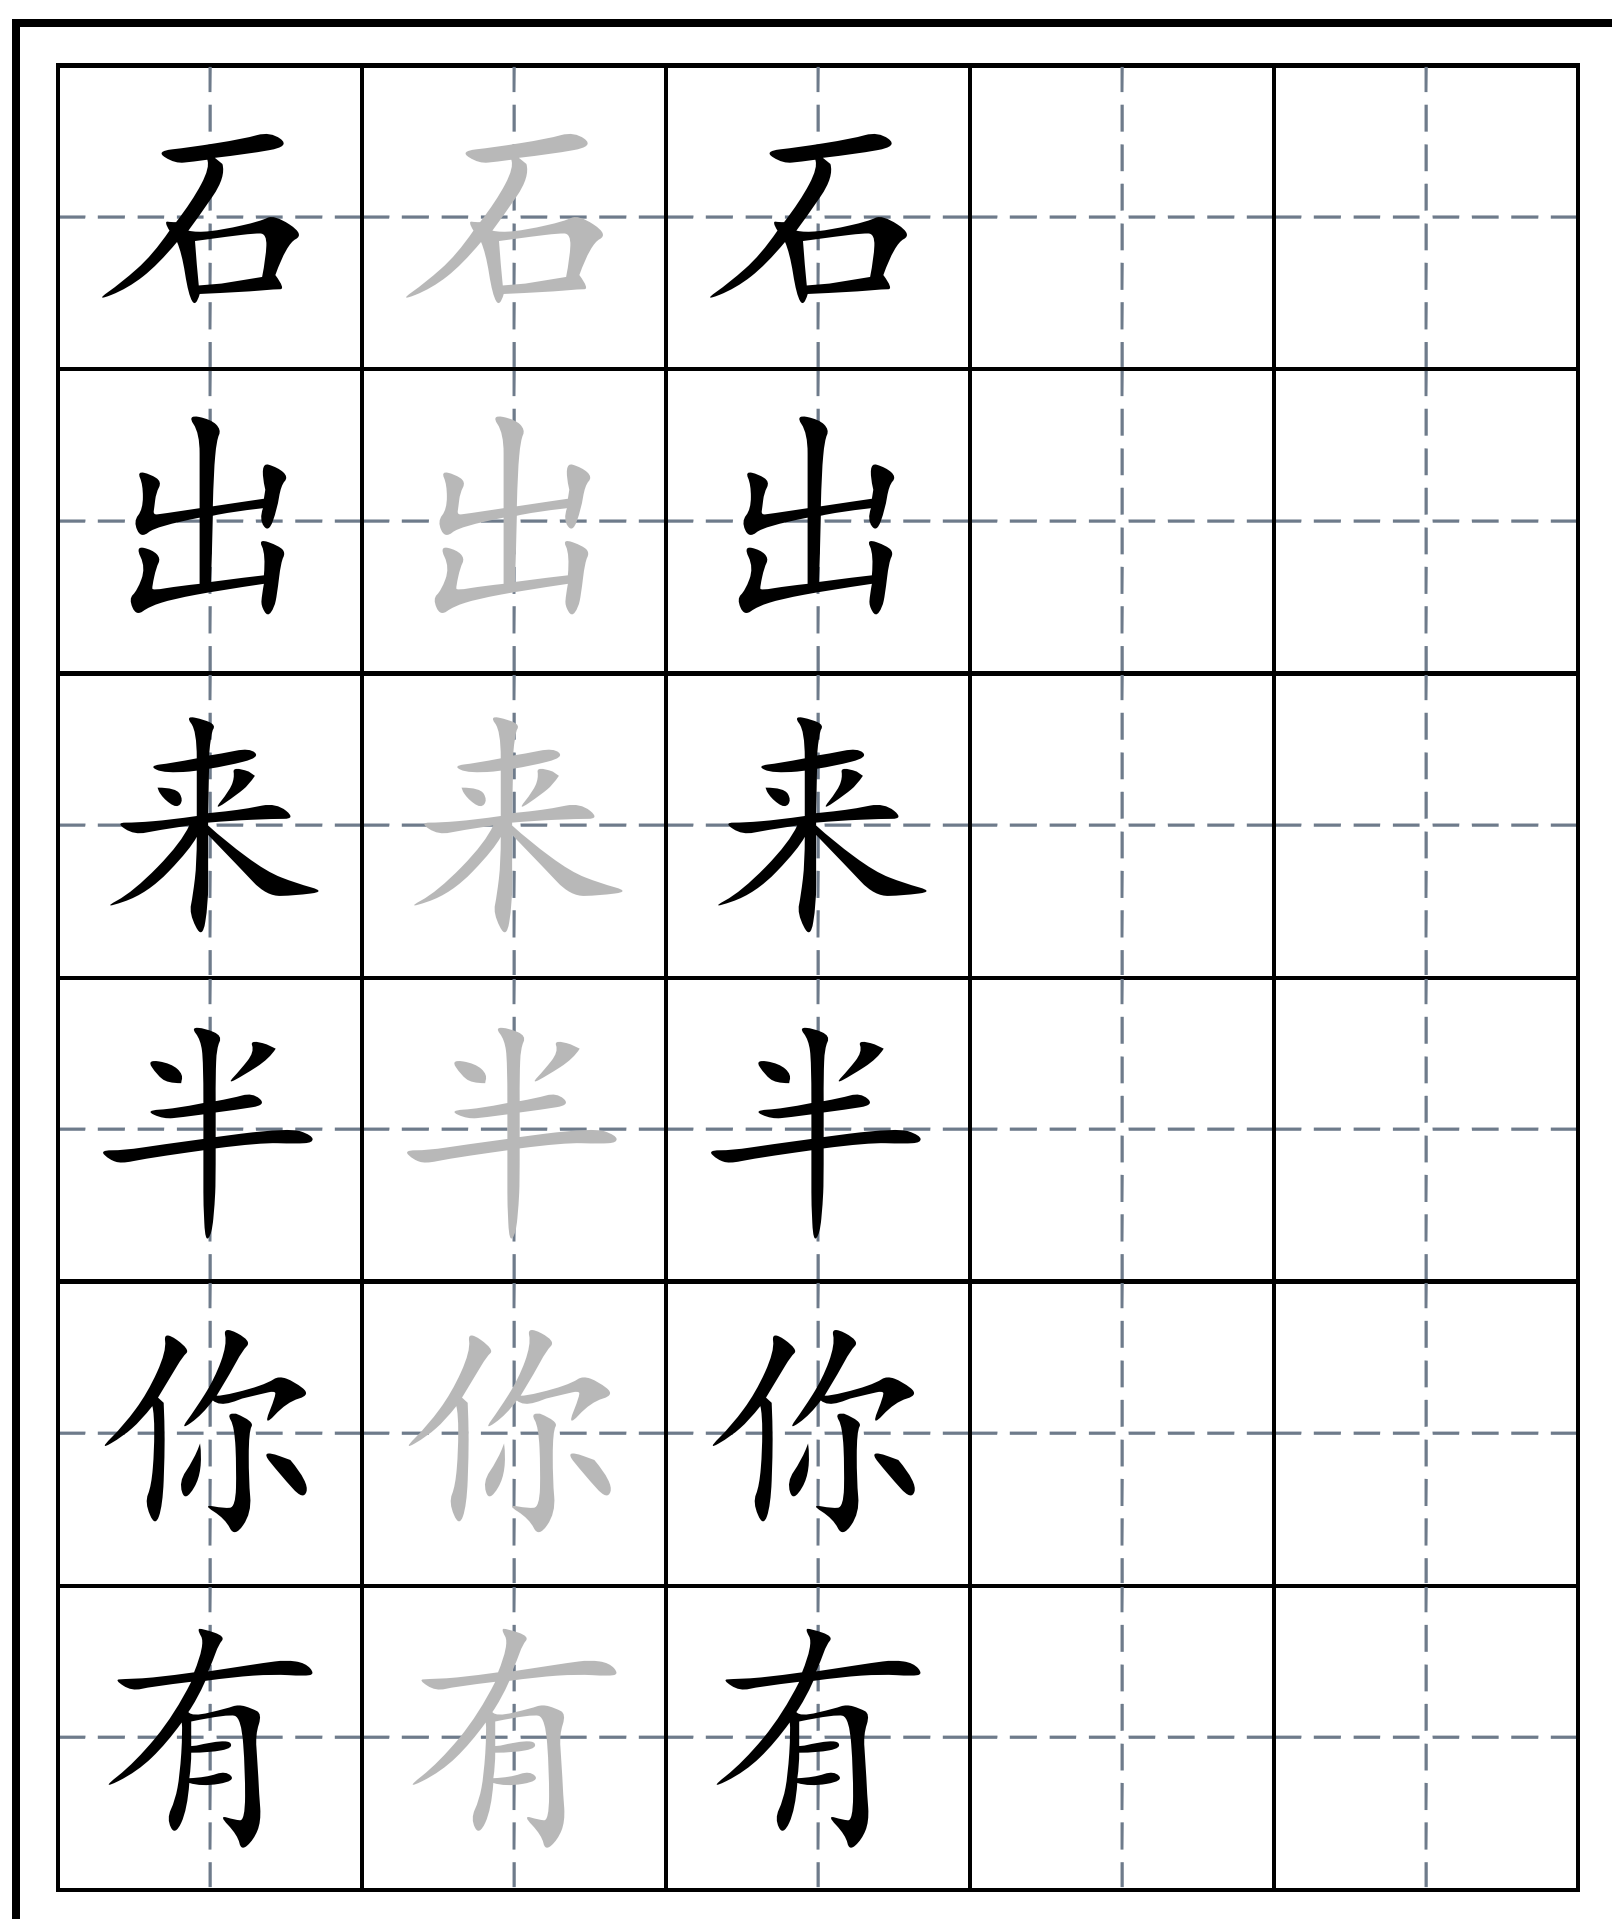 石 石 石
出 出 出
来 来 来
半 半 半
你 你 你
有 有 有